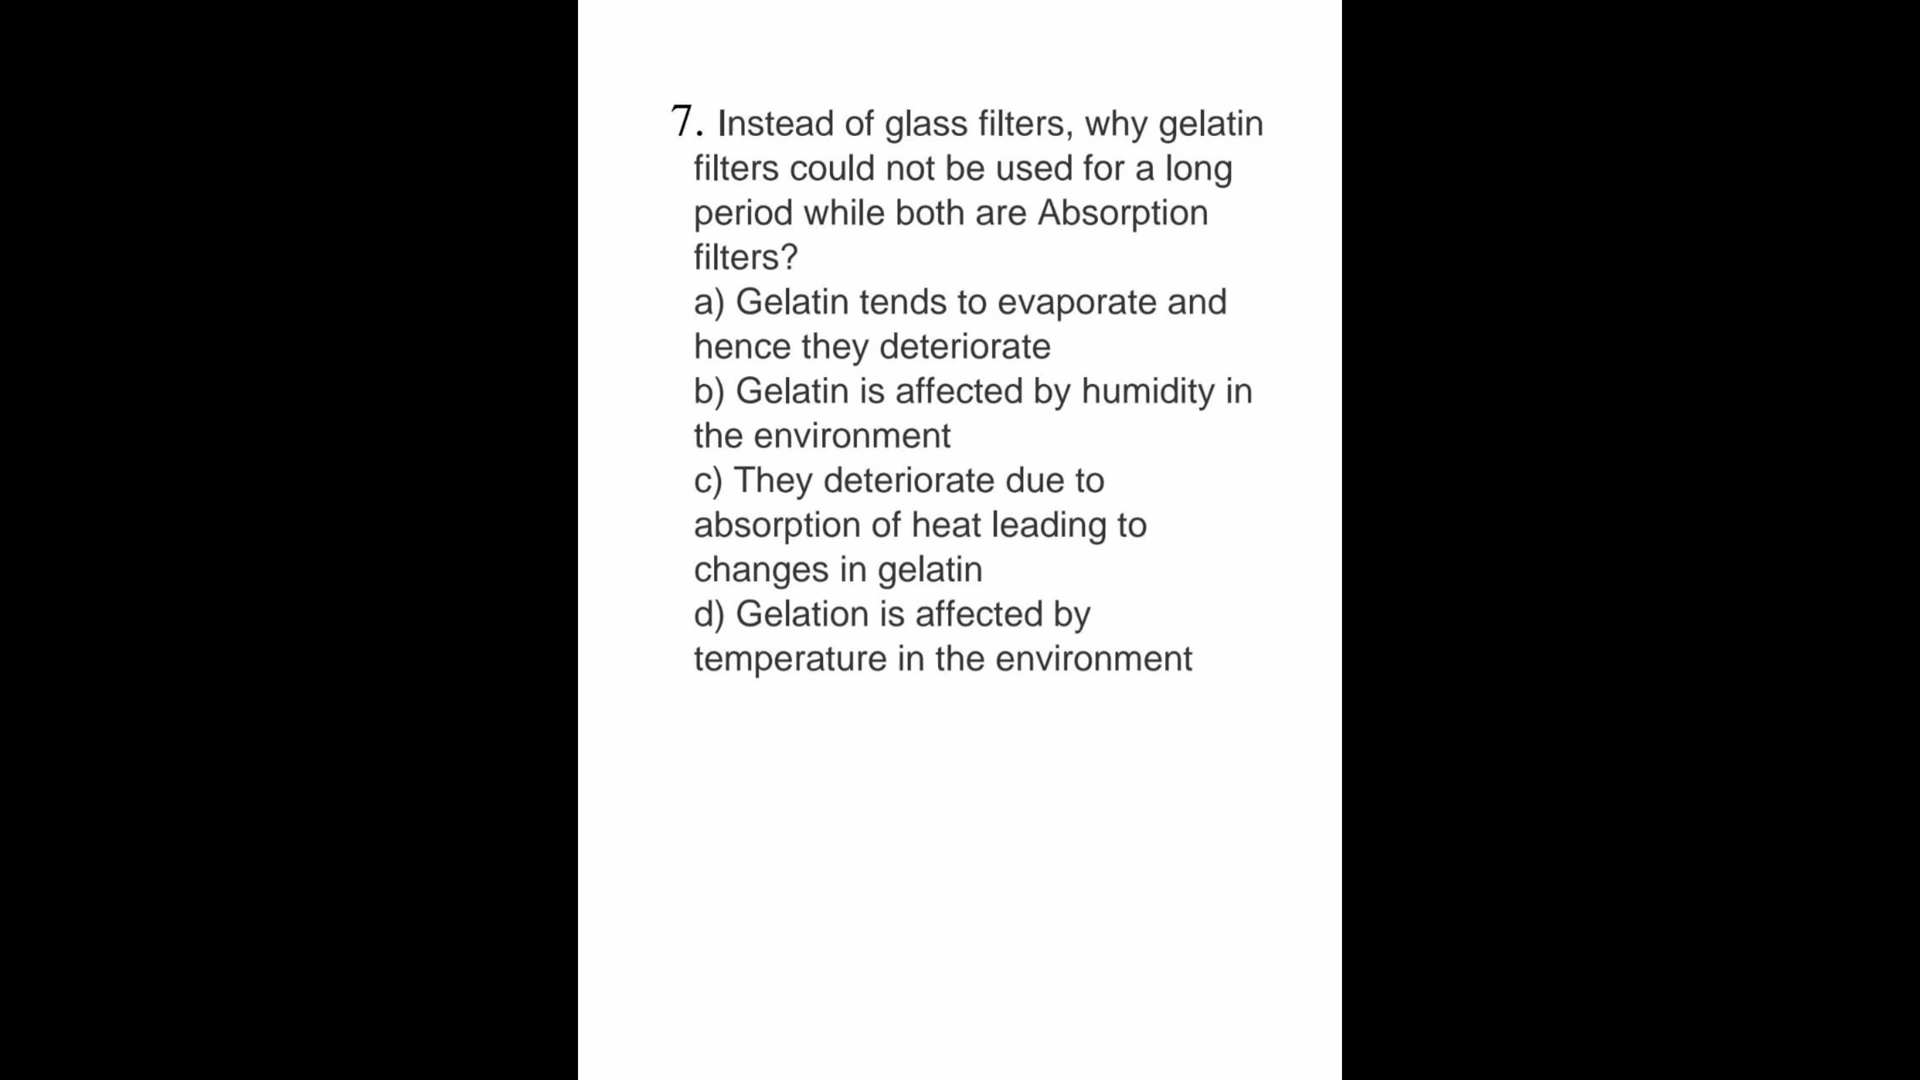 7. Instead of glass filters, why gelatin
filters could not be used for a long
period while both are Absorption
filters?
a) Gelatin tends to evaporate and
hence they deteriorate
b) Gelatin is affected by humidity in
the environment
c) They deteriorate due to
absorption of heat leading to
changes in gelatin
d) Gelation is affected by
temperature in the environment